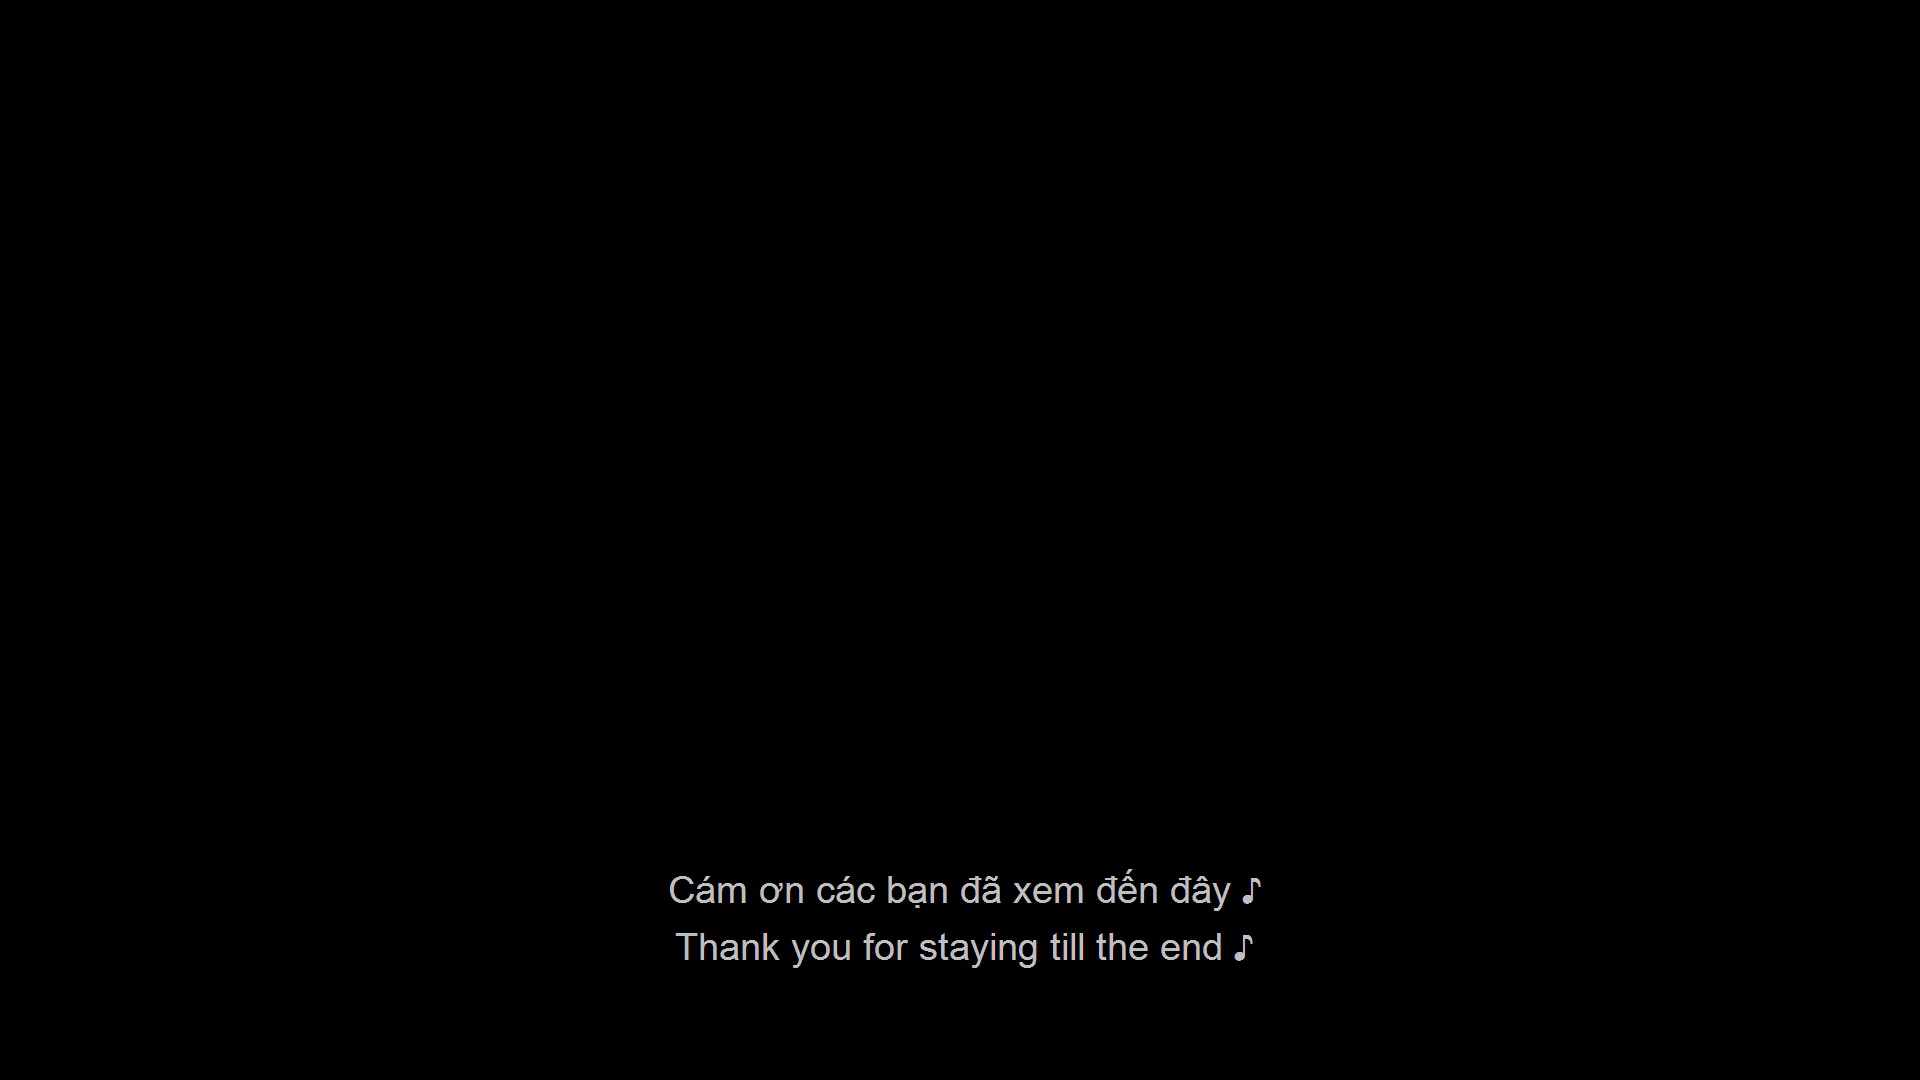 Cám ơn các bạn đã xem đến đây ♪
Thank you for staying till the end ♪